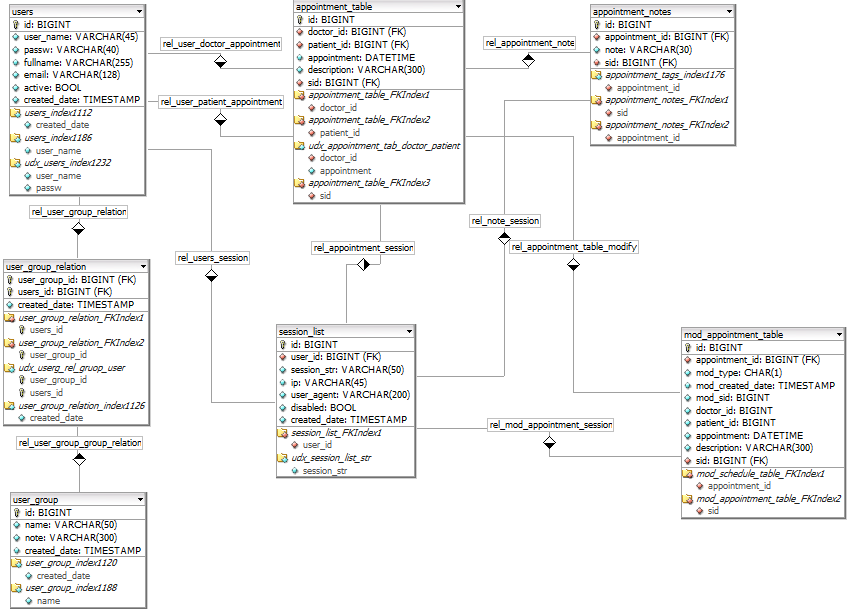 users
id: BIGINT
user_name: VARCHAR(45)
passw: VARCHAR(40)
fullname: VARCHAR(255)
email: VARCHAR(128)
active: BOOL
created_date: TIMESTAMP
users_index1112
created_date
users_index1186
user_name
udx_users_index1232
user_name
passw
rel_user_doctor_appointment
rel_user_patient_appointment
appointment_table
id: BIGINT
doctor_id: BIGINT (FK)
patient_id: BIGINT (FK)
appointment: DATETIME
description: VARCHAR(300)
sid: BIGINT (FK)
appointment_table_FKIndex1
doctor_id
appointment_table_FKIndex2
patient_id
udx_appointment_tab_doctor_patient
doctor_id
appointment
appointment_table_FKIndex3
sid
rel_appointment_note
appointment_notes
id: BIGINT
appointment_id: BIGINT (FK)
note: VARCHAR(30)
sid: BIGINT (FK)
appointment_tags_index1176
appointment_id
appointment_notes_FKIndex1
sid
appointment_notes_FKIndex2
appointment_id
rel_user_group_relation
rel_users_session
rel_appointment_session
rel_note_session
rel_appointment_table_modify
user_group_relation
user_group_id: BIGINT (FK)
users_id: BIGINT (FK)
created_date: TIMESTAMP
user_group_relation_FKIndex1
users_id
user_group_relation_FKIndex2
user_group_id
udx_userg_rel_gruop_user
user_group_id
users_id
user_group_relation_index1126
created_date
session_list
id: BIGINT
user_id: BIGINT (FK)
session_str: VARCHAR(50)
ip: VARCHAR(45)
user_agent: VARCHAR(200)
disabled: BOOL
created_date: TIMESTAMP
session_list_FKIndex1
user_id
udx_session_list_str
session_str
mod_appointment_table
id: BIGINT
appointment_id: BIGINT (FK)
mod_type: CHAR(1)
mod_created_date: TIMESTAMP
mod_sid: BIGINT
doctor_id: BIGINT
patient_id: BIGINT
appointment: DATETIME
description: VARCHAR(300)
sid: BIGINT (FK)
mod_schedule_table_FKIndex1
appointment_id
mod_appointment_table_FKIndex2
sid
rel_mod_appointment_session
rel_user_group_group_relation
user_group
id: BIGINT
name: VARCHAR(50)
note: VARCHAR(300)
created_date: TIMESTAMP
user_group_index1120
created_date
user_group_index1188
name